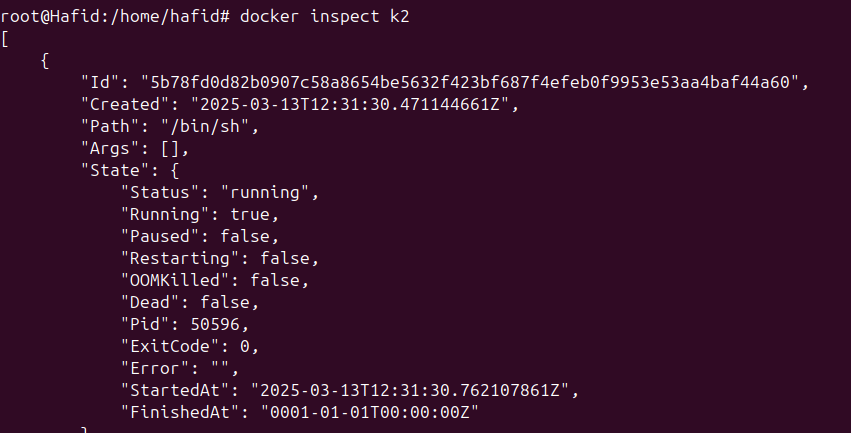 root@Hafid:/home/hafid# docker inspect k2
[
    {
        "Id": "5b78fd0d82b0907c58a8654be5632f423bf687f4efeb0f9953e53aa4baf44a60",
        "Created": "2025-03-13T12:31:30.471144661Z",
        "Path": "/bin/sh",
        "Args": [],
        "State": {
            "Status": "running",
            "Running": true,
            "Paused": false,
            "Restarting": false,
            "OOMKilled": false,
            "Dead": false,
            "Pid": 50596,
            "ExitCode": 0,
            "Error": "",
            "StartedAt": "2025-03-13T12:31:30.762107861Z",
            "FinishedAt": "0001-01-01T00:00:00Z"
        }